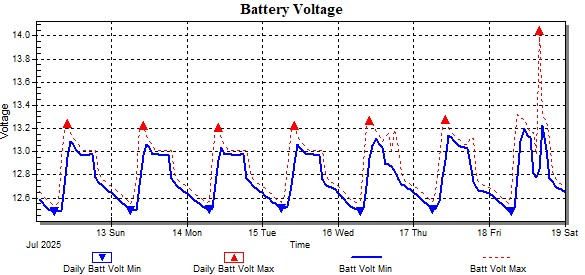 Battery Voltage
14.0
13.8
13.6
13.4
13.2
13.0
12.8
12.6
Voltage
13 Sun 14 Mon 15 Tue 16 Wed 17 Thu 18 Fri 19 Sat
Jul 2025 Time
Daily Batt Volt Min Daily Batt Volt Max Batt Volt Min Batt Volt Max